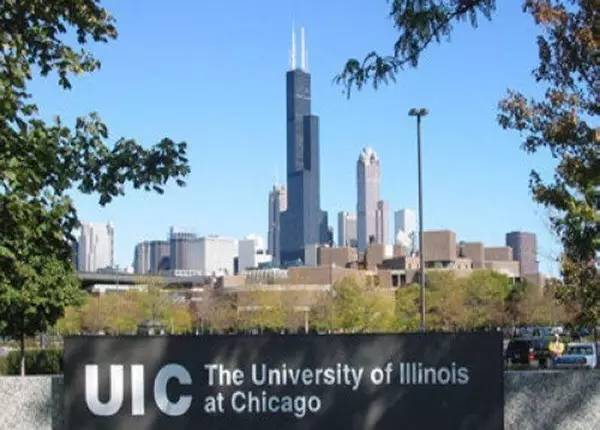 UIC
The University of Illinois
at Chicago